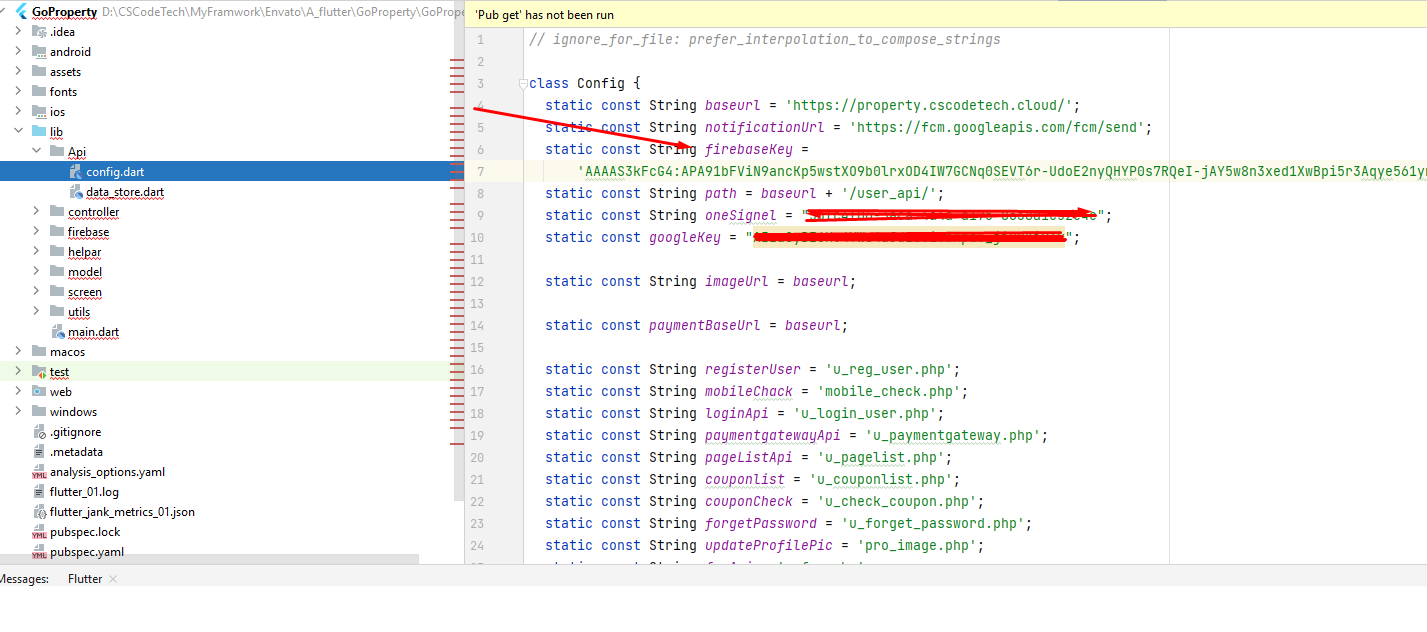 GoProperty D:\CSCodeTech\MyFramwork\Envato\A_flutter\GoProperty\GoPrope
.idea
android
assets
fonts
ios
lib
Api
config.dart
data_store.dart
controller
firebase
helpar
model
screen
utils
main.dart
macos
test
web
windows
.gitignore
.metadata
analysis_options.yaml
flutter_01.log
flutter_jank_metrics_01.json
pubspec.lock
pubspec.yaml
'Pub get' has not been run
1 // ignore_for_file: prefer_interpolation_to_compose_strings
2
3 class Config {
4 static const String baseurl = 'https://property.cscodetech.cloud/';
5 static const String notificationUrl = 'https://fcm.googleapis.com/fcm/send';
6 static const String firebaseKey =
7 'AAAAS3kFcG4:APA91bFViN9ancKp5wstXO9b0lrxOD4IW7GCNq0SEVT6r-UdoE2nyQHYP0s7RQeI-jAY5w8n3xed1XwBpi5r3Aqye561y
8 static const String path = baseurl + '/user_api/';
9 static const String oneSignel = "";
10 static const String googleKey = "";
11
12 static const String imageUrl = baseurl;
13
14 static const paymentBaseUrl = baseurl;
15
16 static const String registerUser = 'u_reg_user.php';
17 static const String mobileChack = 'mobile_check.php';
18 static const String loginApi = 'u_login_user.php';
19 static const String paymentgatewayApi = 'u_paymentgateway.php';
20 static const String pageListApi = 'u_pagelist.php';
21 static const String couponlist = 'u_couponlist.php';
22 static const String couponCheck = 'u_check_coupon.php';
23 static const String forgetPassword = 'u_forget_password.php';
24 static const String updateProfilePic = 'pro_image.php';
Messages: Flutter